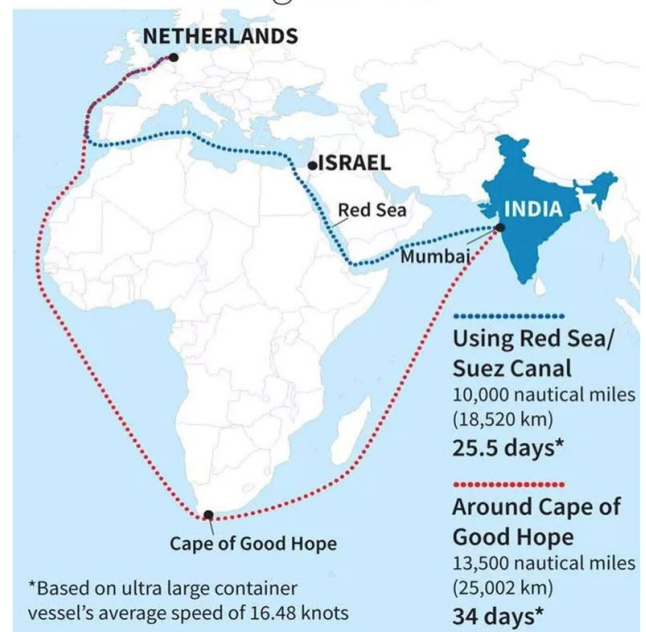 NETHERLANDS
ISRAEL
Red Sea
INDIA
Mumbai
Using Red Sea/
Suez Canal
10,000 nautical miles
(18,520 km)
25.5 days*
Around Cape of
Good Hope
13,500 nautical miles
(25,002 km)
34 days*
Cape of Good Hope
*Based on ultra large container
vessel's average speed of 16.48 knots